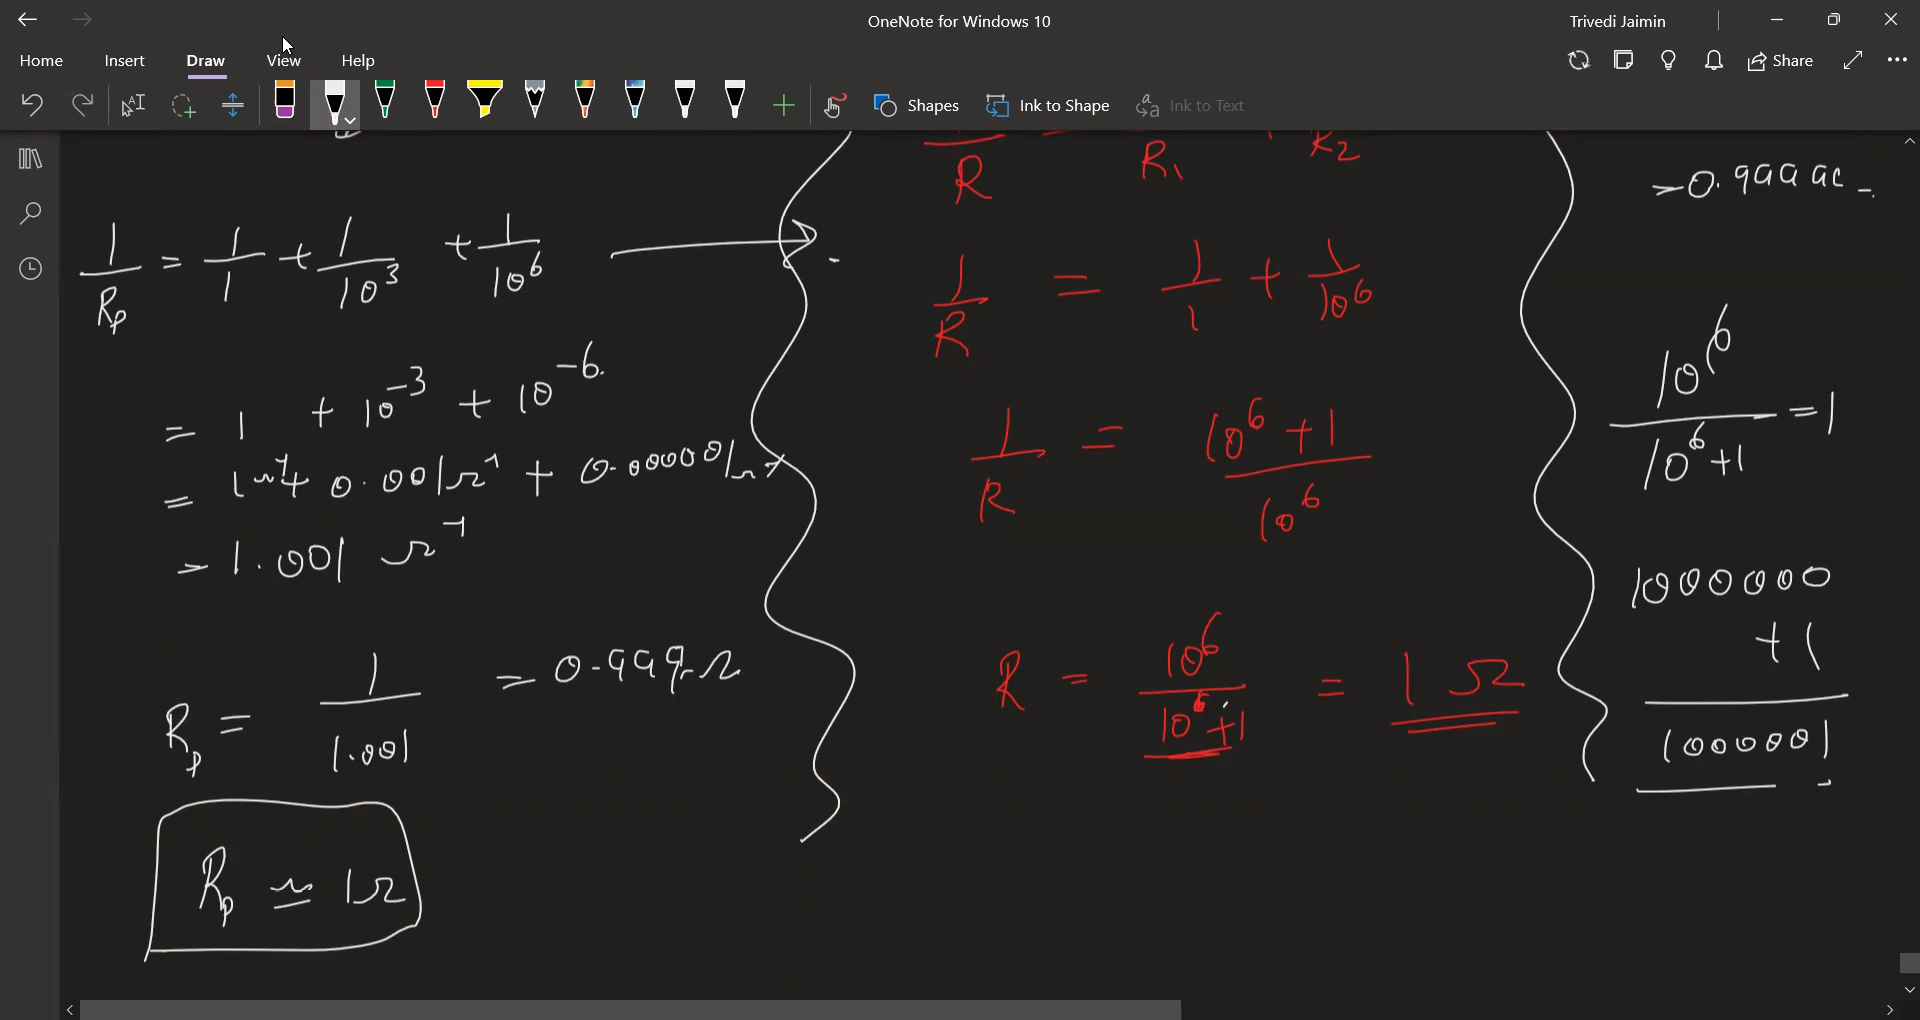 OneNote for Windows 10
Trivedi Jaimin
Home Insert Draw View Help
Share
Shapes Ink to Shape Ink to Text
1/Rp = 1/1 + 1/10³ + 1/10⁶
= 1 + 10⁻³ + 10⁻⁶
= 1Ω⁻¹ + 0.001Ω⁻¹ + 0.000001Ω⁻¹
= 1.001 Ω⁻¹
Rp = 1/1.001 = 0.999Ω
Rp ≃ 1Ω
R R₁ R₂
1/R = 1/1 + 1/10⁶
1/R = 10⁶+1/10⁶
R = 10⁶/10⁶+1 = 1 Ω
10⁶/10⁶+1 = 1
1000000
+1
1000001